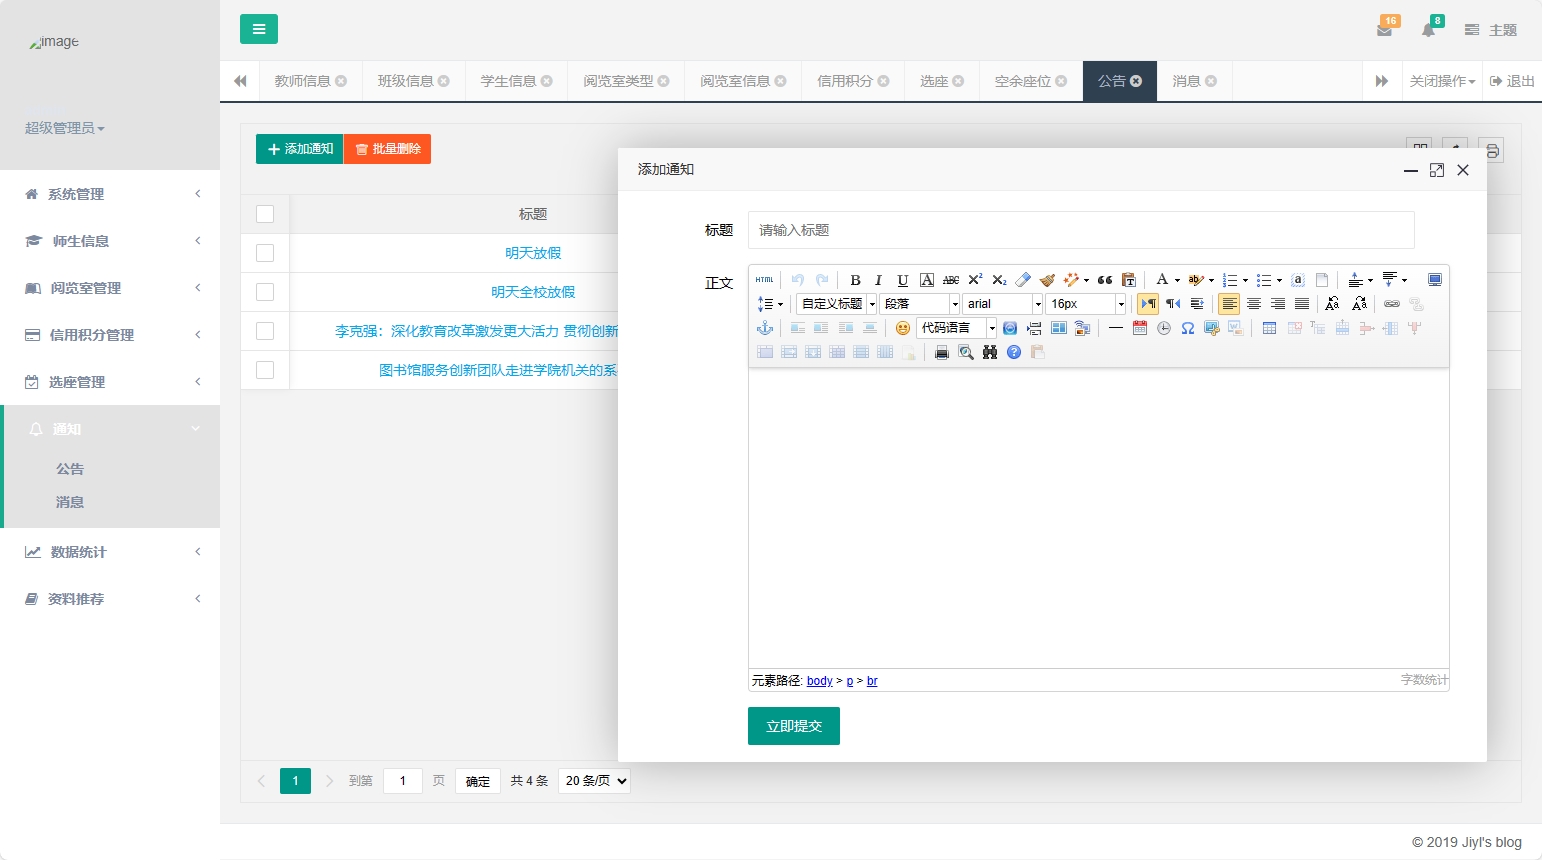 image
超级管理员
系统管理
师生信息
阅览室管理
信用积分管理
选座管理
通知
公告
消息
数据统计
资料推荐
16
8
主题
教师信息
班级信息
学生信息
阅览室类型
阅览室信息
信用积分
选座
空余座位
公告
消息
关闭操作
退出
添加通知
批量删除
标题
明天放假
明天全校放假
李克强：深化教育改革激发更大活力 贯彻创新
图书馆服务创新团队走进学院机关的系
添加通知
标题
请输入标题
正文
HTML
B I U A ABC X² X₂
A ab a
自定义标题 段落 arial 16px
代码语言
元素路径: body > p > br
字数统计
立即提交
1 到第 1 页 确定 共 4 条 20 条/页
© 2019 Jiyl's blog